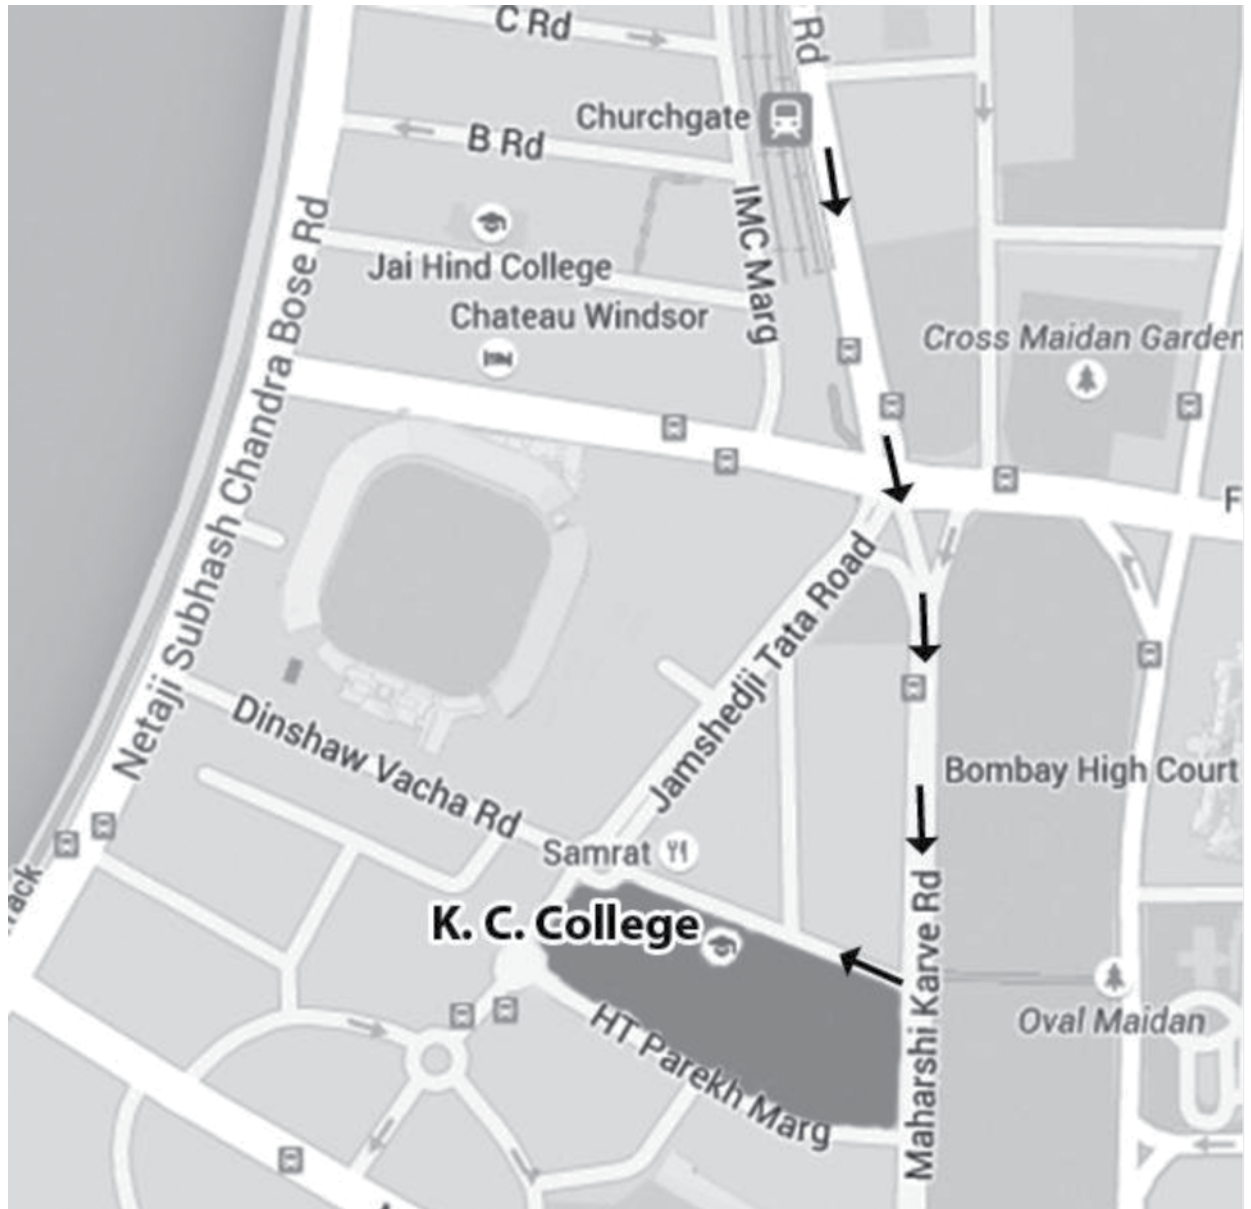 C Rd
Rd
Churchgate
B Rd
IMC Marg
Jai Hind College
Chateau Windsor
Netaji Subhash Chandra Bose Rd
Cross Maidan Garden
F
Jamshedji Tata Road
Dinshaw Vacha Rd
Bombay High Court
Samrat
K. C. College
Maharshi Karve Rd
Oval Maidan
HT Parekh Marg